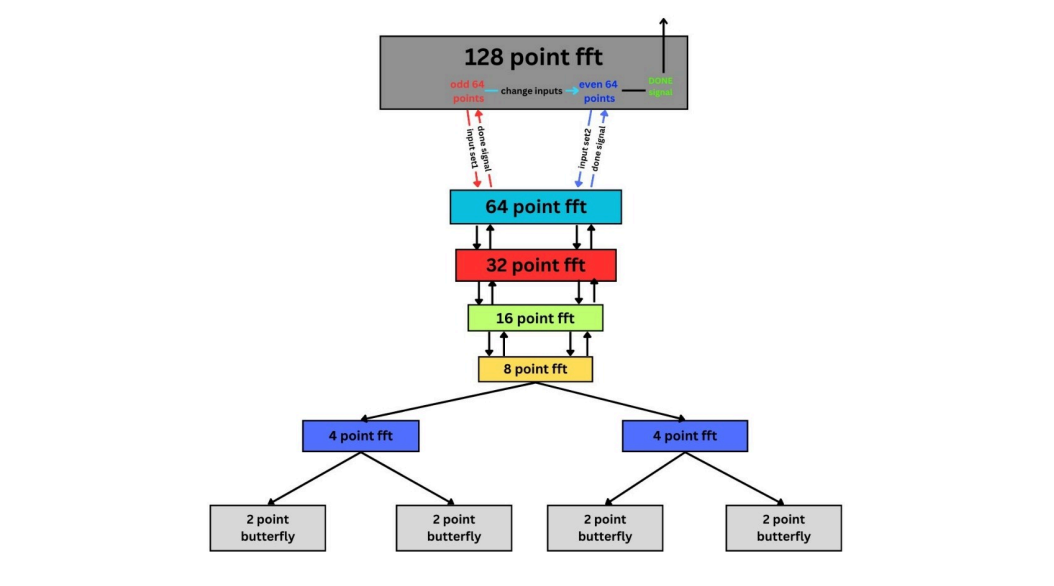 128 point fft
odd 64
points
change inputs
even 64
points
DONE
signal
input set1
done signal
input set2
done signal
64 point fft
32 point fft
16 point fft
8 point fft
4 point fft
4 point fft
2 point
butterfly
2 point
butterfly
2 point
butterfly
2 point
butterfly